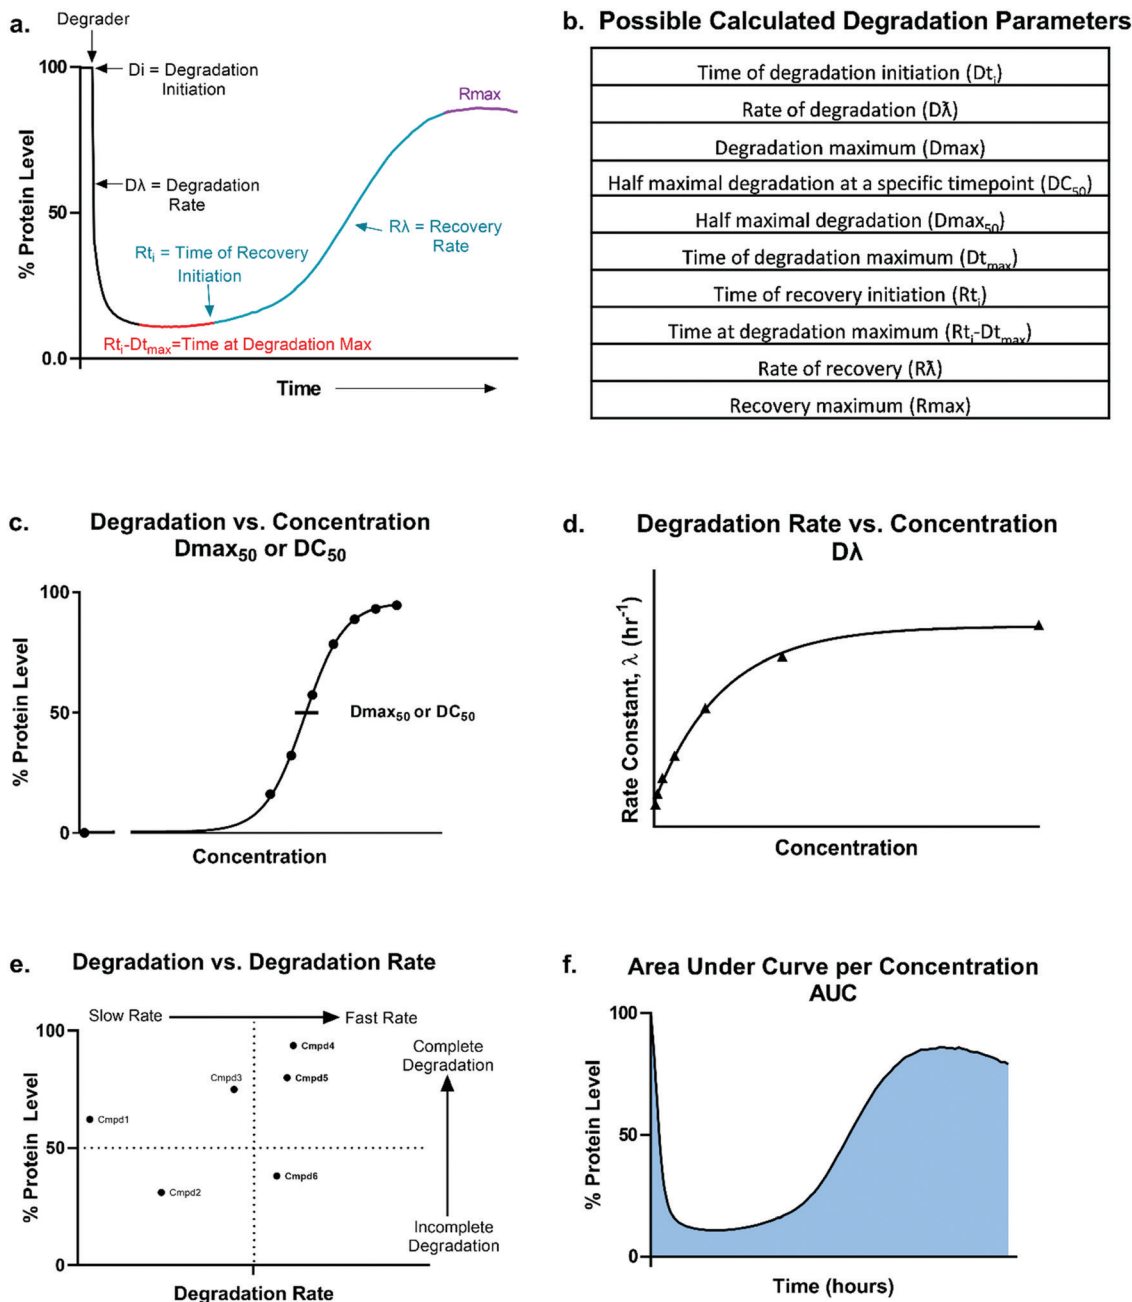 a.
Degrader
100
Di = Degradation
Initiation
Rmax
% Protein Level
Dλ = Degradation
Rate
50
Rλ = Recovery
Rate
Rtᵢ = Time of Recovery
Initiation
Rtᵢ-Dtₘₐₓ=Time at Degradation Max
0.0
Time
b. Possible Calculated Degradation Parameters
Time of degradation initiation (Dtᵢ)
Rate of degradation (Dƛ)
Degradation maximum (Dmax)
Half maximal degradation at a specific timepoint (DC₅₀)
Half maximal degradation (Dmax₅₀)
Time of degradation maximum (Dtₘₐₓ)
Time of recovery initiation (Rtᵢ)
Time at degradation maximum (Rtᵢ-Dtₘₐₓ)
Rate of recovery (Rƛ)
Recovery maximum (Rmax)
c. Degradation vs. Concentration
Dmax₅₀ or DC₅₀
100
% Protein Level
50
Dmax₅₀ or DC₅₀
0
Concentration
d. Degradation Rate vs. Concentration
Dλ
Rate Constant, λ (hr⁻¹)
Concentration
e. Degradation vs. Degradation Rate
Slow Rate
Fast Rate
100
% Protein Level
Cmpd4
Complete
Degradation
Cmpd3
Cmpd5
Cmpd1
50
Cmpd6
Cmpd2
Incomplete
Degradation
0
Degradation Rate
f. Area Under Curve per Concentration
AUC
100
% Protein Level
50
0
Time (hours)